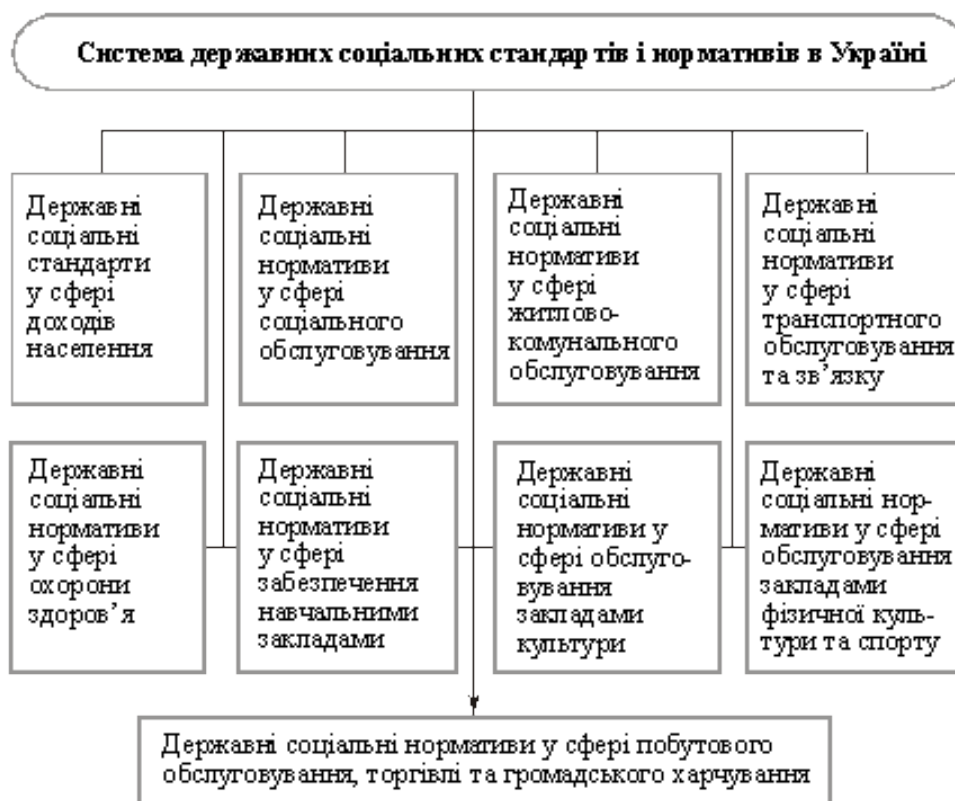 Система державних соціальних стандартів і нормативів в Україні
Державні
соціальні
стандарти
у сфері
доходів
населення
Державні
соціальні
нормативи
у сфері
соціального
обслуговування
Державні
соціальні
нормативи
у сфері
житлово-
комунального
обслуговування
Державні
соціальні
нормативи
у сфері
транспортного
обслуговування
та зв’язку
Державні
соціальні
нормативи
у сфері
охорони
здоров’я
Державні
соціальні
нормативи
у сфері
забезпечення
навчальними
закладами
Державні
соціальні
нормативи у
сфері обслуго-
вування
закладами
культури
Державні
соціальні нор-
мативи у сфері
обслуговування
закладами
фізичної куль-
тури та спорту
Державні соціальні нормативи у сфері побутового
обслуговування, торгівлі та громадського харчування